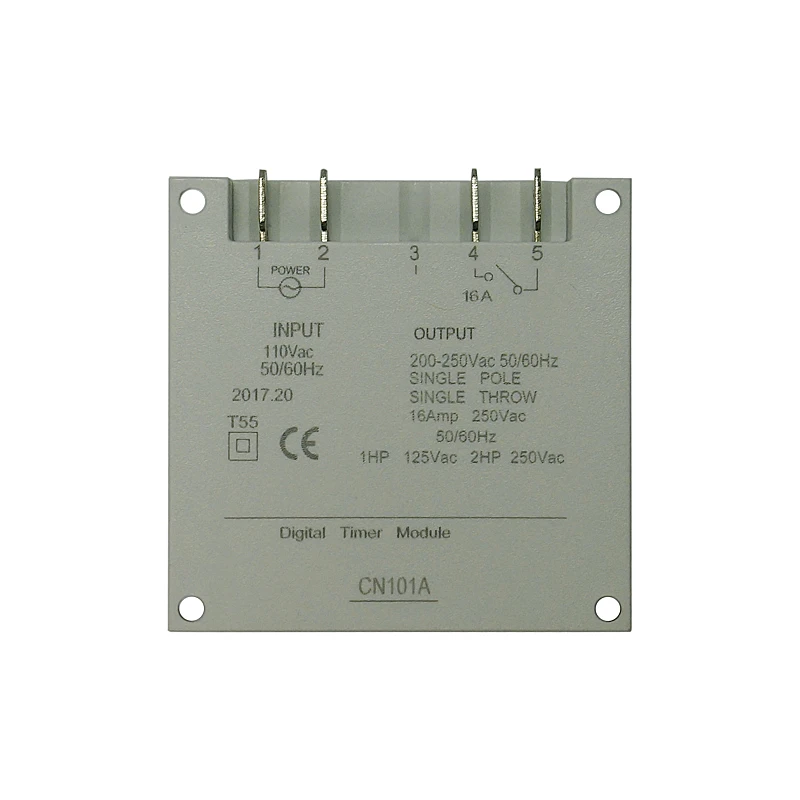 1 2 3 4 5
POWER
16A
INPUT
110Vac
50/60Hz
2017.20
T55
CE
OUTPUT
200-250Vac 50/60Hz
SINGLE POLE
SINGLE THROW
16Amp 250Vac
50/60Hz
1HP 125Vac 2HP 250Vac
Digital Timer Module
CN101A